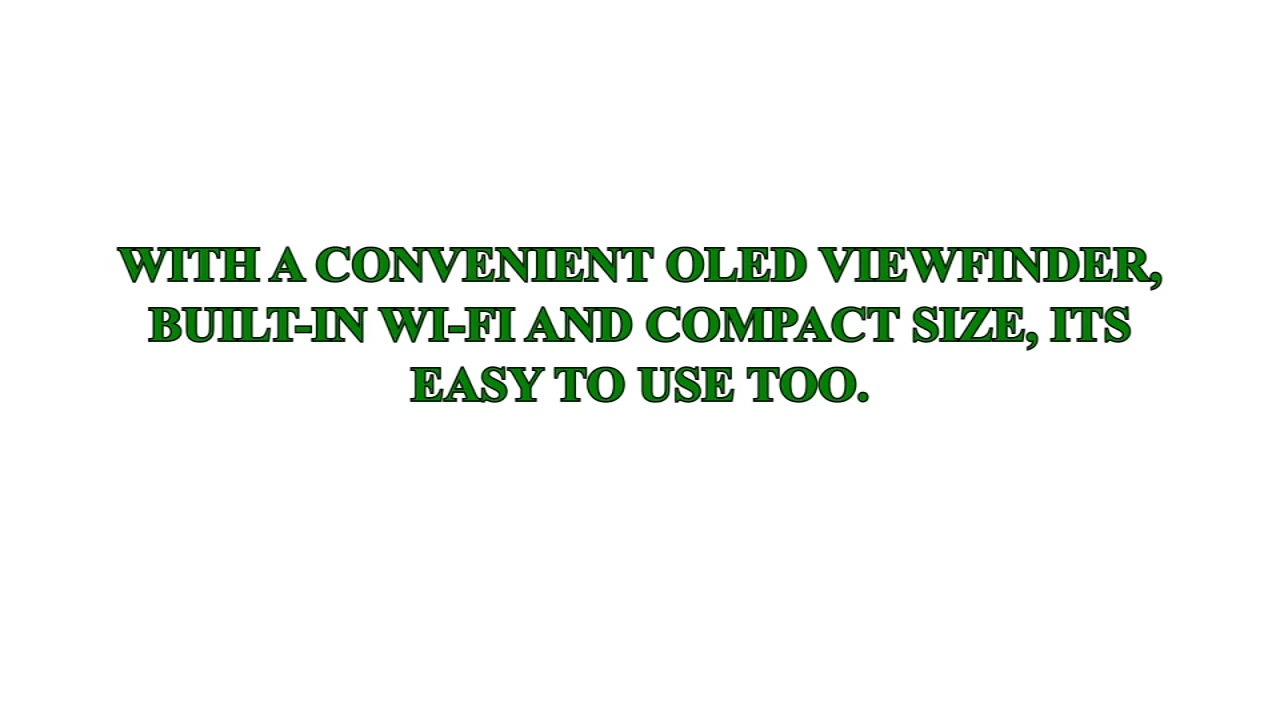 WITH A CONVENIENT OLED VIEWFINDER,
BUILT-IN WI-FI AND COMPACT SIZE, ITS
EASY TO USE TOO.